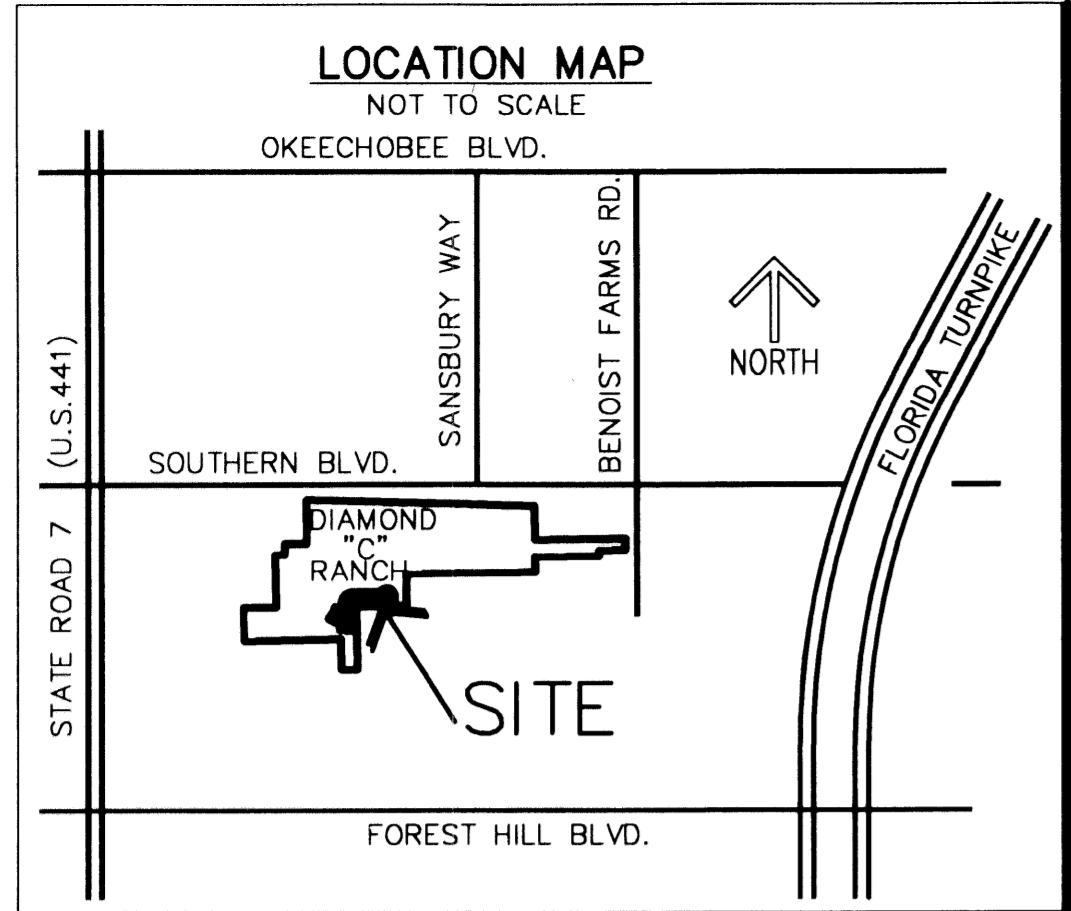 LOCATION MAP
NOT TO SCALE
OKEECHOBEE BLVD.
SANSBURY WAY
BENOIST FARMS RD.
NORTH
FLORIDA TURNPIKE
(U.S.441)
STATE ROAD 7
SOUTHERN BLVD.
DIAMOND
"C"
RANCH
SITE
FOREST HILL BLVD.